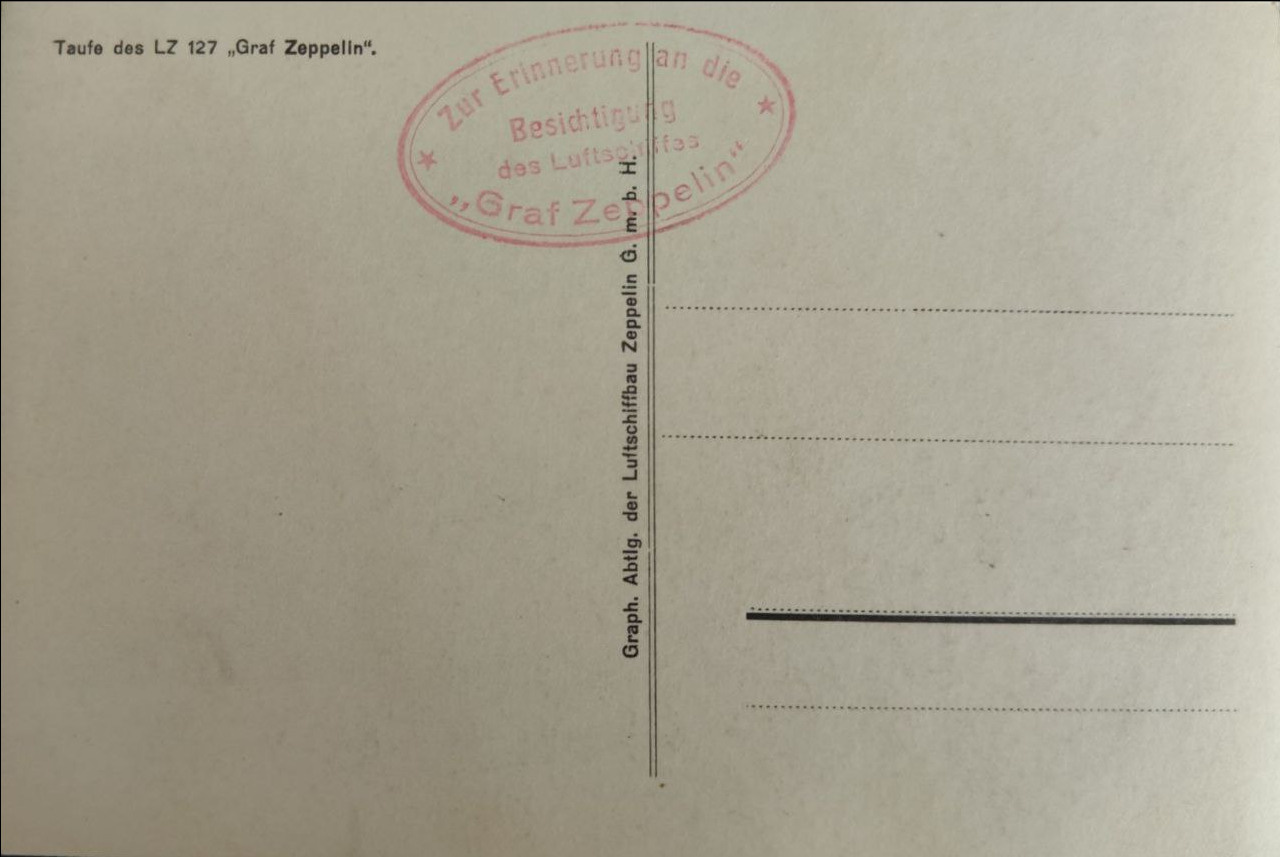 Taufe des LZ 127 „Graf Zeppelin“.
Zur Erinnerung an die
Besichtigung
des Luftschiffes
„Graf Zeppelin“
Graph. Abtlg. der Luftschiffbau Zeppelin G. m. b. H.